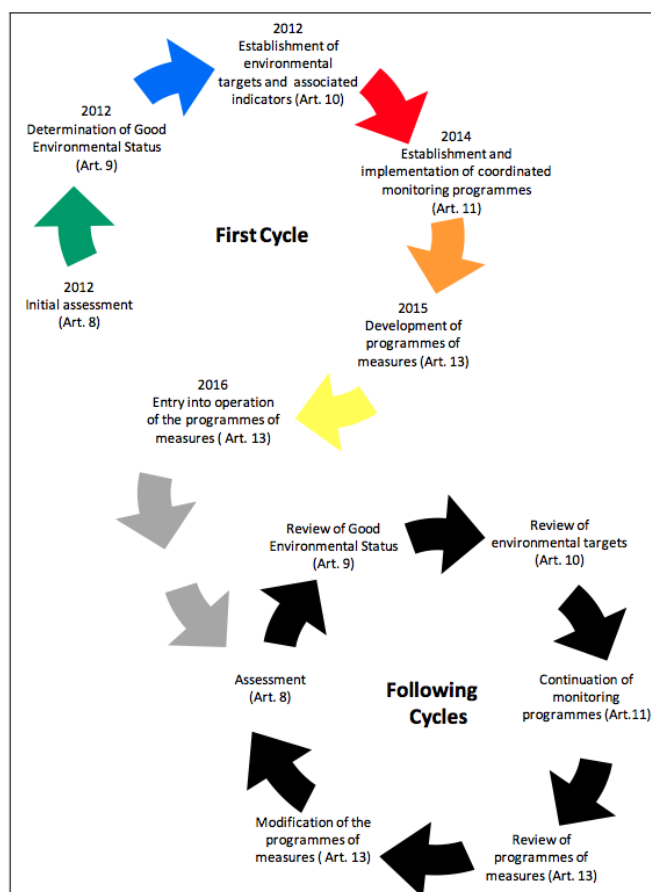 2012
Establishment of
environmental
targets and associated
indicators (Art. 10)
2012
Determination of Good
Environmental Status
(Art. 9)
2014
Establishment and
implementation of coordinated
monitoring programmes
(Art. 11)
First Cycle
2012
Initial assessment
(Art. 8)
2015
Development of
programmes of
measures (Art. 13)
2016
Entry into operation
of the programmes of
measures ( Art. 13)
Review of Good
Environmental Status
(Art. 9)
Review of
environmental targets
(Art. 10)
Assessment
(Art. 8)
Following
Cycles
Continuation of
monitoring
programmes (Art.11)
Modification of the
programmes of
measures ( Art. 13)
Review of
programmes of
measures (Art. 13)